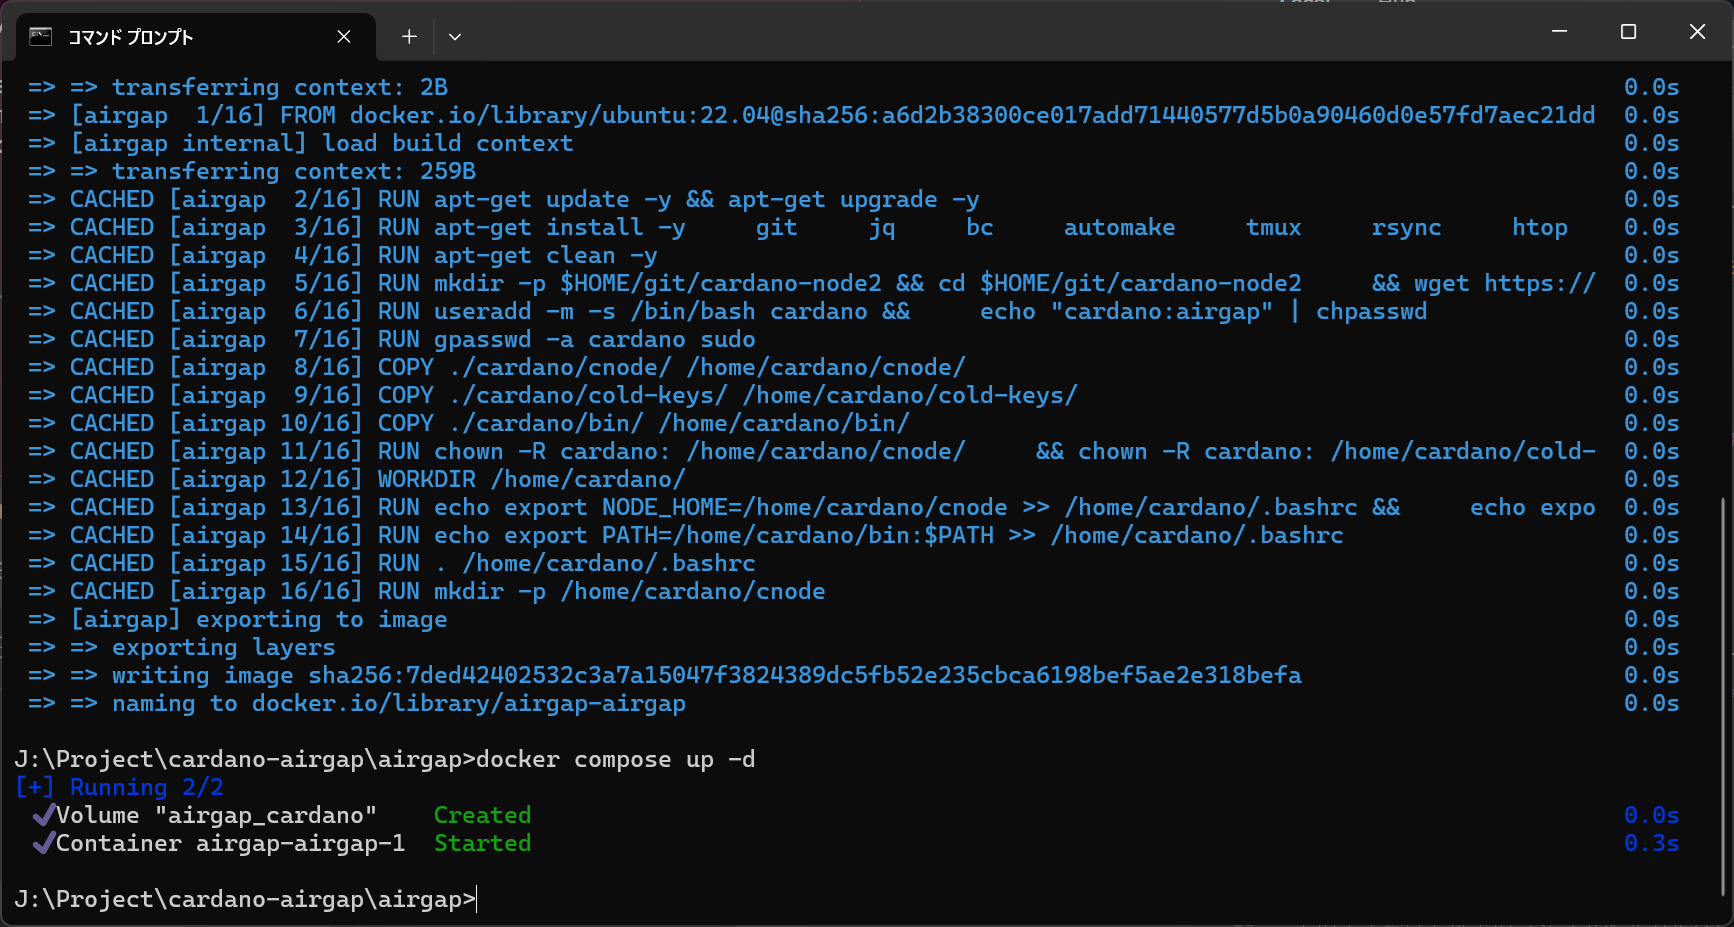 コマンド プロンプト
=> => transferring context: 2B 0.0s
=> [airgap  1/16] FROM docker.io/library/ubuntu:22.04@sha256:a6d2b38300ce017add71440577d5b0a90460d0e57fd7aec21dd 0.0s
=> [airgap internal] load build context 0.0s
=> => transferring context: 259B 0.0s
=> CACHED [airgap  2/16] RUN apt-get update -y && apt-get upgrade -y 0.0s
=> CACHED [airgap  3/16] RUN apt-get install -y     git     jq     bc     automake     tmux     rsync     htop 0.0s
=> CACHED [airgap  4/16] RUN apt-get clean -y 0.0s
=> CACHED [airgap  5/16] RUN mkdir -p $HOME/git/cardano-node2 && cd $HOME/git/cardano-node2     && wget https:// 0.0s
=> CACHED [airgap  6/16] RUN useradd -m -s /bin/bash cardano &&     echo "cardano:airgap" | chpasswd 0.0s
=> CACHED [airgap  7/16] RUN gpasswd -a cardano sudo 0.0s
=> CACHED [airgap  8/16] COPY ./cardano/cnode/ /home/cardano/cnode/ 0.0s
=> CACHED [airgap  9/16] COPY ./cardano/cold-keys/ /home/cardano/cold-keys/ 0.0s
=> CACHED [airgap 10/16] COPY ./cardano/bin/ /home/cardano/bin/ 0.0s
=> CACHED [airgap 11/16] RUN chown -R cardano: /home/cardano/cnode/     && chown -R cardano: /home/cardano/cold- 0.0s
=> CACHED [airgap 12/16] WORKDIR /home/cardano/ 0.0s
=> CACHED [airgap 13/16] RUN echo export NODE_HOME=/home/cardano/cnode >> /home/cardano/.bashrc &&     echo expo 0.0s
=> CACHED [airgap 14/16] RUN echo export PATH=/home/cardano/bin:$PATH >> /home/cardano/.bashrc 0.0s
=> CACHED [airgap 15/16] RUN . /home/cardano/.bashrc 0.0s
=> CACHED [airgap 16/16] RUN mkdir -p /home/cardano/cnode 0.0s
=> [airgap] exporting to image 0.0s
=> => exporting layers 0.0s
=> => writing image sha256:7ded42402532c3a7a15047f3824389dc5fb52e235cbca6198bef5ae2e318befa 0.0s
=> => naming to docker.io/library/airgap-airgap 0.0s
J:\Project\cardano-airgap\airgap>docker compose up -d
[+] Running 2/2
✔Volume "airgap_cardano"    Created 0.0s
✔Container airgap-airgap-1  Started 0.3s
J:\Project\cardano-airgap\airgap>